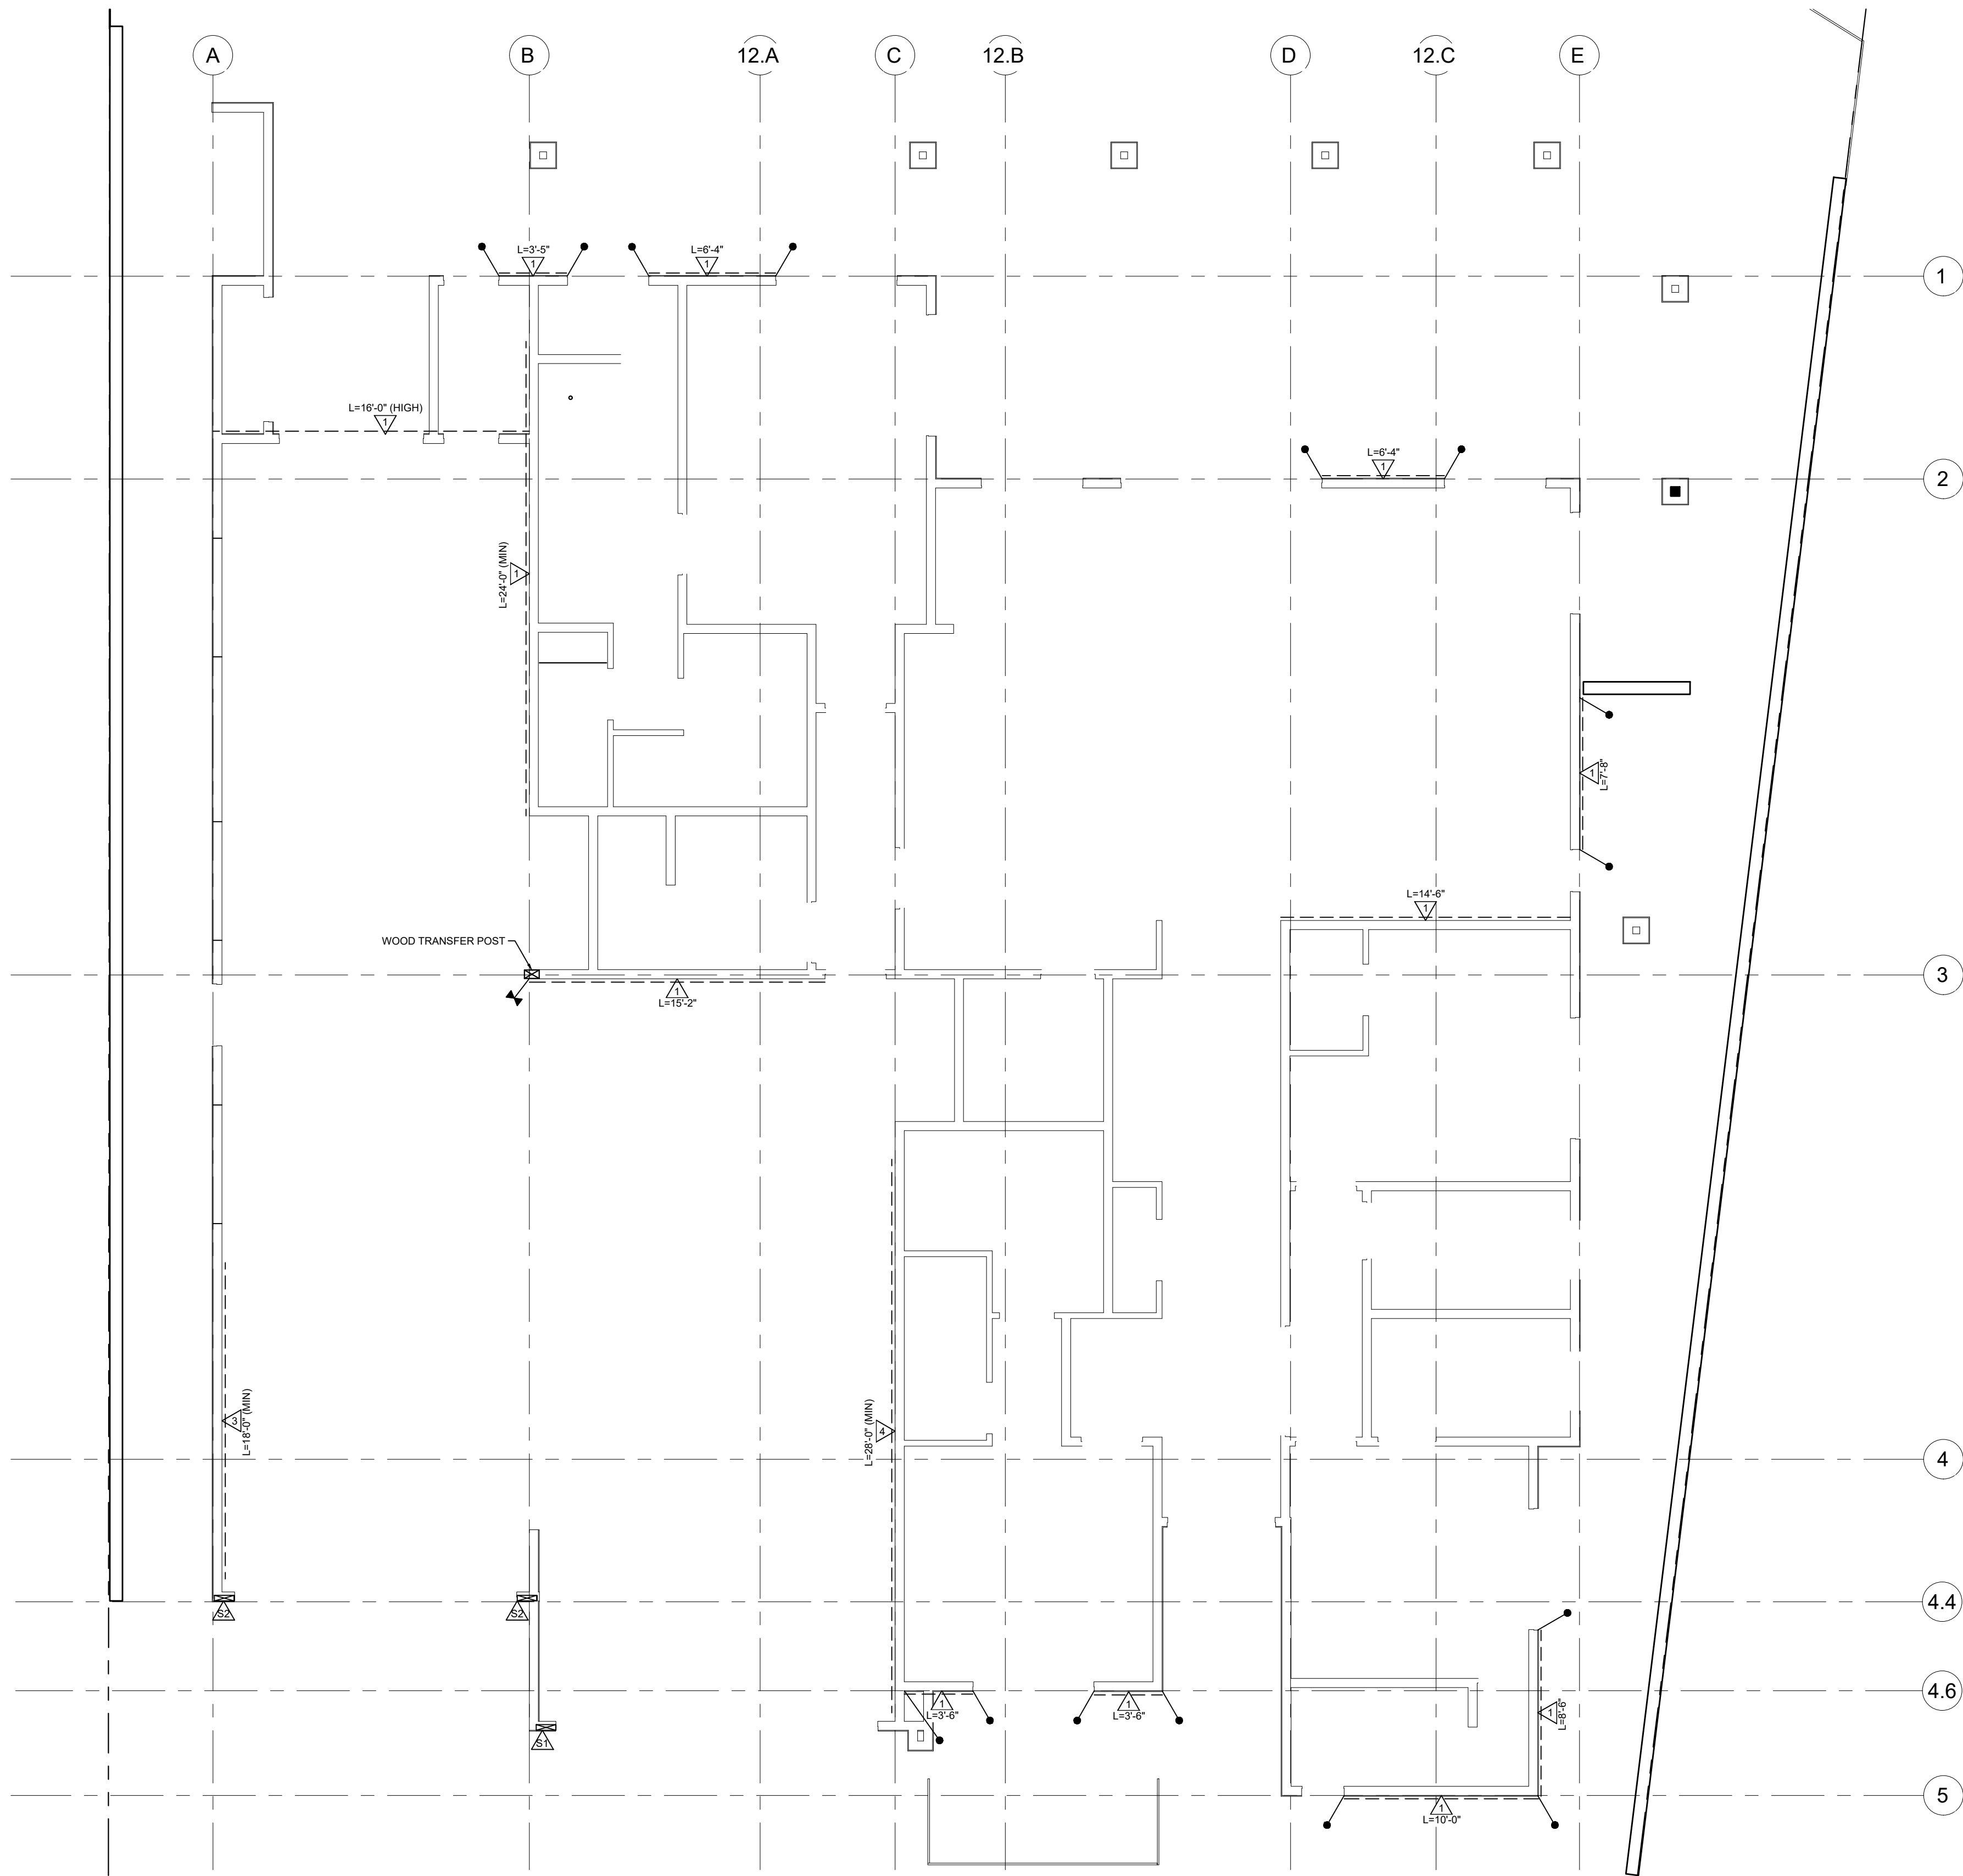 A
B
12.A
C
12.B
D
12.C
E
L=3'-5"
1
L=6'-4"
1
1
L=16'-0" (HIGH)
1
L=6'-4"
1
2
L=24'-0" (MIN)
1
1
L=7'-8"
L=14'-6"
1
WOOD TRANSFER POST
3
1
L=15'-2"
3
L=18'-0" (MIN)
L=28'-0" (MIN)
4
4
S2
S2
4.4
4.6
1
L=3'-6"
1
L=3'-6"
1
L=8'-6"
S1
5
1
L=10'-0"